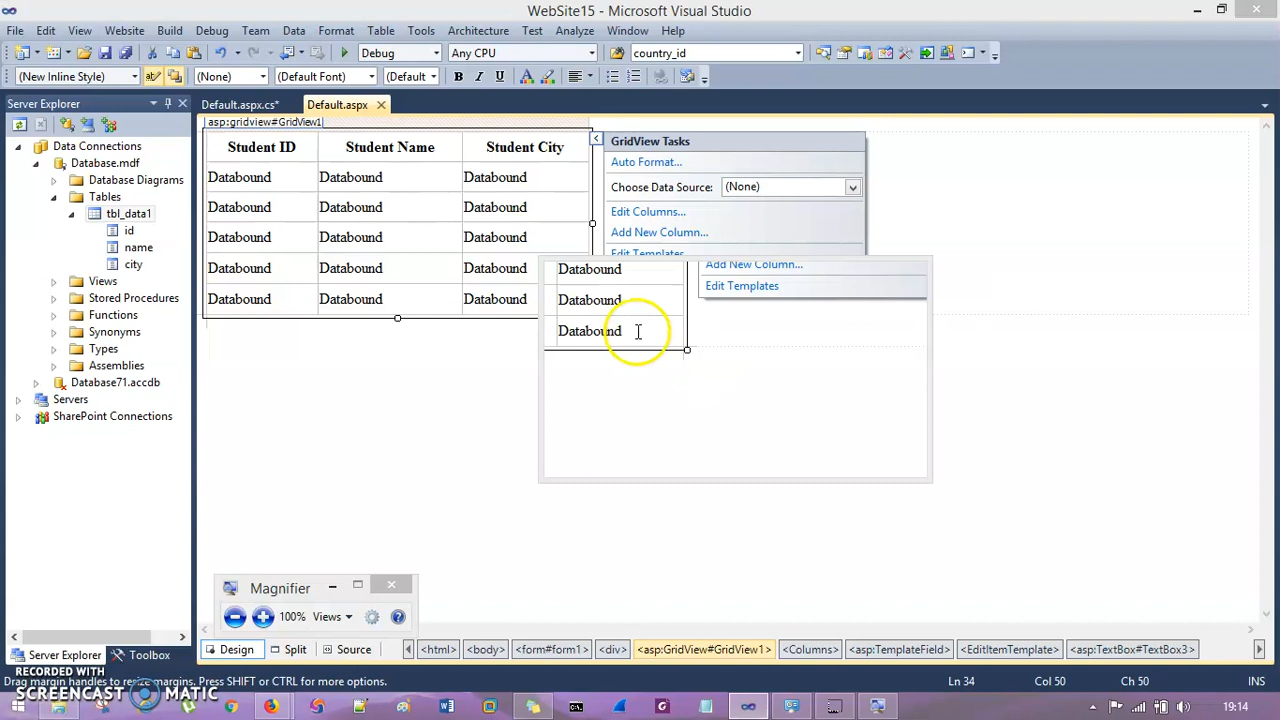 WebSite15 - Microsoft Visual Studio
File Edit View Website Build Debug Team Data Format Table Tools Architecture Test Analyze Window Help
Debug Any CPU country_id
(New Inline Style) (None) (Default Font) (Default B I U A
Server Explorer Default.aspx.cs* Default.aspx
asp:gridview#GridView1
Data Connections
Database.mdf
Database Diagrams
Tables
tbl_data1
id
name
city
Views
Stored Procedures
Functions
Synonyms
Types
Assemblies
Database71.accdb
Servers
SharePoint Connections
Student ID Student Name Student City
Databound Databound Databound
Databound Databound Databound
Databound Databound Databound
Databound Databound Databound
Databound Databound Databound
GridView Tasks
Auto Format...
Choose Data Source: (None)
Edit Columns...
Add New Column...
Edit Templates
Databound Add New Column...
Edit Templates
Databound
Databound
Magnifier
100% Views
Design Split Source <html> <body> <form#form1> <div> <asp:GridView#GridView1> <Columns> <asp:TemplateField> <EditItemTemplate> <asp:TextBox#TextBox3>
Server Explorer Toolbox
RECORDED WITH
SCREENCAST MATIC
Drag margin handles to resize margins. Press SHIFT or CTRL for more options. Ln 34 Col 50 Ch 50 INS
19:14